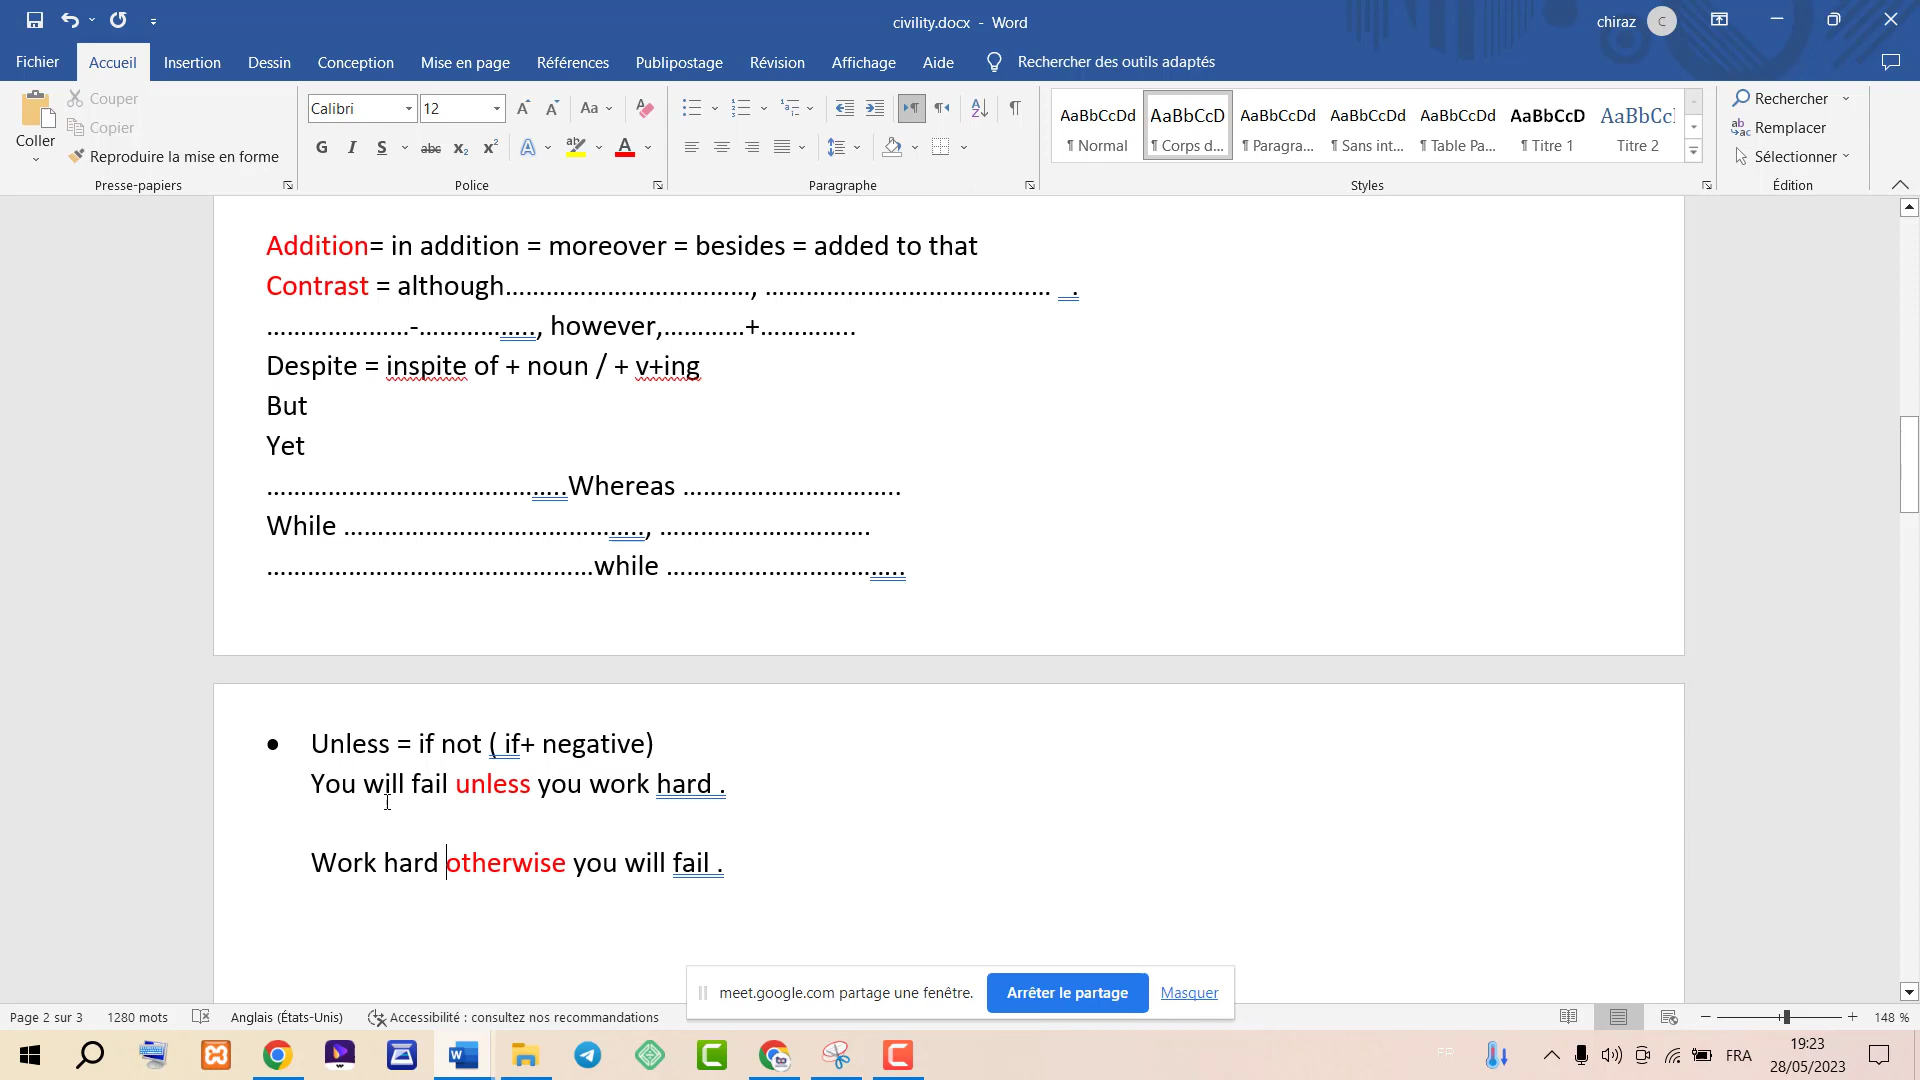 civility.docx - Word
chiraz
C
Fichier
Accueil
Insertion
Dessin
Conception
Mise en page
Références
Publipostage
Révision
Affichage
Aide
Rechercher des outils adaptés
Coller
Couper
Copier
Reproduire la mise en forme
Presse-papiers
Calibri
12
Police
Paragraphe
AaBbCcDd
¶ Normal
AaBbCcD
¶ Corps d...
AaBbCcDd
¶ Paragra...
AaBbCcDd
¶ Sans int...
AaBbCcDd
¶ Table Pa...
AaBbCcD
¶ Titre 1
AaBbCc
Titre 2
Styles
Rechercher
Remplacer
Sélectionner
Édition
Addition= in addition = moreover = besides = added to that
Contrast = although………………………………, …………………………………… .
…………………-…………….., however,…………+…………..
Despite = inspite of + noun / + v+ing
But
Yet
……………………………………..Whereas …………………………..
While ……………………………………….., ………………………….
…………………………………………while ……………………………..
• Unless = if not ( if+ negative)
You will fail unless you work hard .
Work hard otherwise you will fail .
meet.google.com partage une fenêtre.
Arrêter le partage
Masquer
Page 2 sur 3
1280 mots
Anglais (États-Unis)
Accessibilité : consultez nos recommandations
148 %
FRA
19:23
28/05/2023